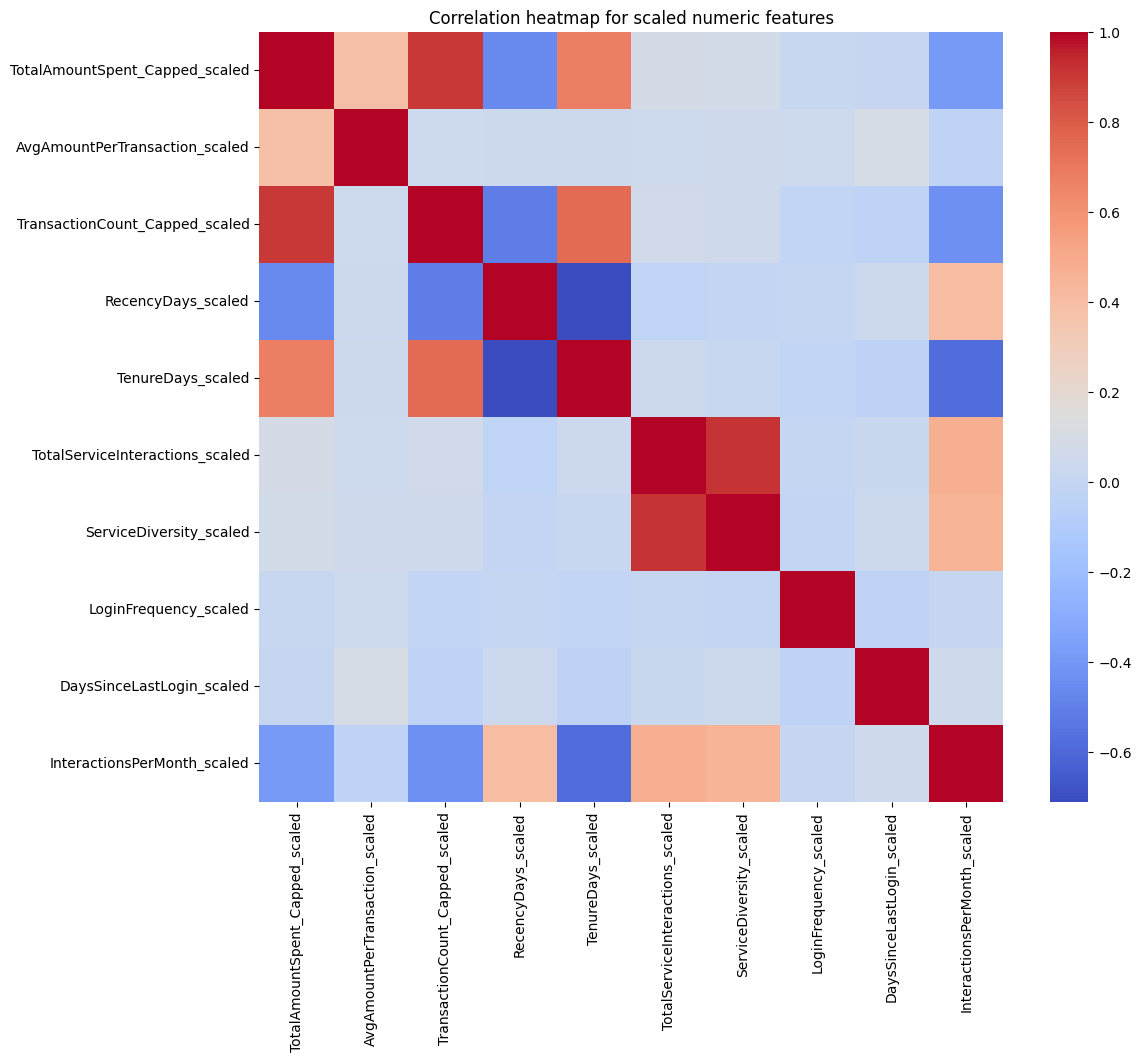 Correlation heatmap for scaled numeric features
TotalAmountSpent_Capped_scaled
AvgAmountPerTransaction_scaled
TransactionCount_Capped_scaled
RecencyDays_scaled
TenureDays_scaled
TotalServiceInteractions_scaled
ServiceDiversity_scaled
LoginFrequency_scaled
DaysSinceLastLogin_scaled
InteractionsPerMonth_scaled
TotalAmountSpent_Capped_scaled
AvgAmountPerTransaction_scaled
TransactionCount_Capped_scaled
RecencyDays_scaled
TenureDays_scaled
TotalServiceInteractions_scaled
ServiceDiversity_scaled
LoginFrequency_scaled
DaysSinceLastLogin_scaled
InteractionsPerMonth_scaled
1.0
0.8
0.6
0.4
0.2
0.0
−0.2
−0.4
−0.6